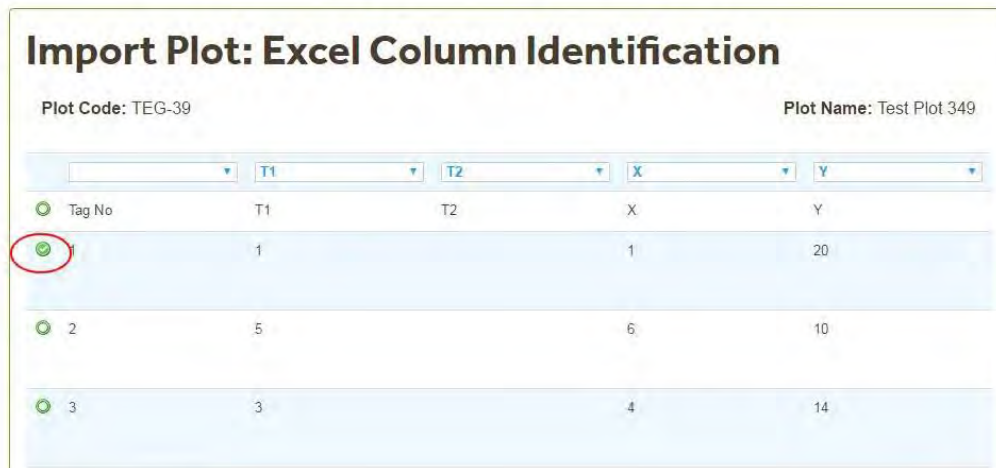 Import Plot: Excel Column Identification
Plot Code: TEG-39 Plot Name: Test Plot 349
T1 T2 X Y
Tag No T1 T2 X Y
1 1 1 20
2 5 6 10
3 3 4 14